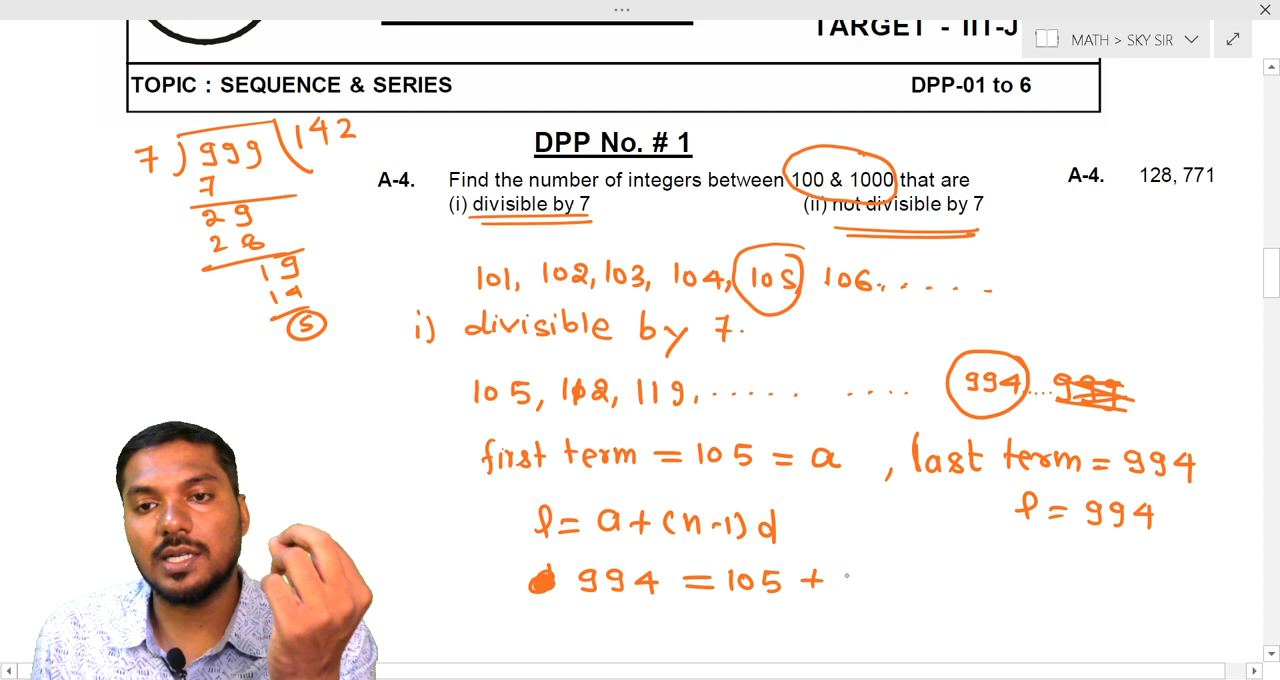 TARGET - IIT-J
MATH > SKY SIR
TOPIC : SEQUENCE & SERIES DPP-01 to 6
DPP No. # 1
A-4. Find the number of integers between 100 & 1000 that are
(i) divisible by 7 (ii) not divisible by 7
A-4. 128, 771
7 ) 999 ( 142
7
29
28
19
14
5
101, 102, 103, 104, 105, 106. . . . . .
i) divisible by 7.
105, 112, 119, . . . . . . . . . . 994 .... 999
first term = 105 = a , last term = 994
l = 994
l = a + (n-1) d
994 = 105 +